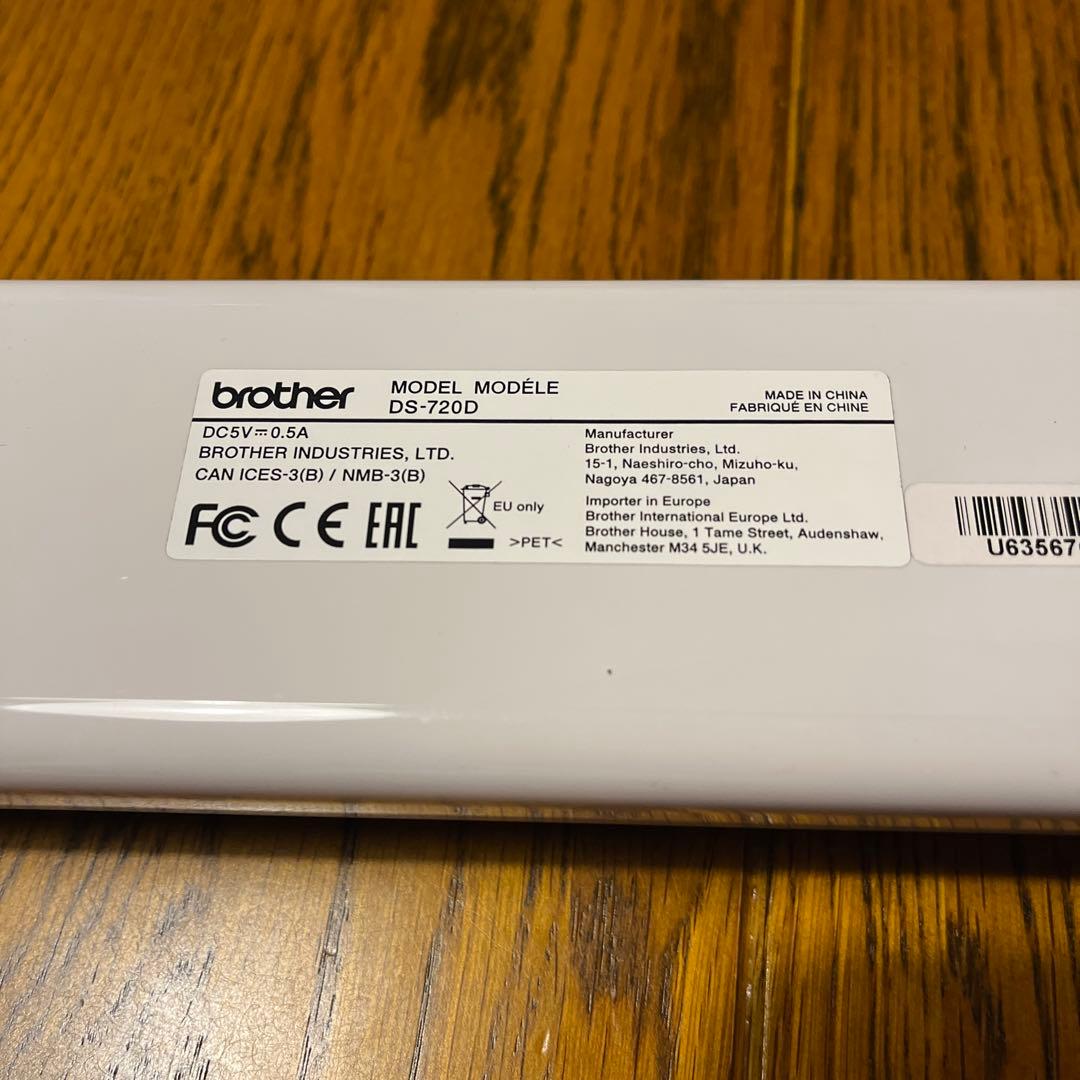 brother
MODEL MODÉLE
DS-720D
MADE IN CHINA
FABRIQUÉ EN CHINE
DC5V⎓0.5A
BROTHER INDUSTRIES, LTD.
CAN ICES-3(B) / NMB-3(B)
FC CE EAC
EU only
>PET<
Manufacturer
Brother Industries, Ltd.
15-1, Naeshiro-cho, Mizuho-ku,
Nagoya 467-8561, Japan
Importer in Europe
Brother International Europe Ltd.
Brother House, 1 Tame Street, Audenshaw,
Manchester M34 5JE, U.K.
U63567